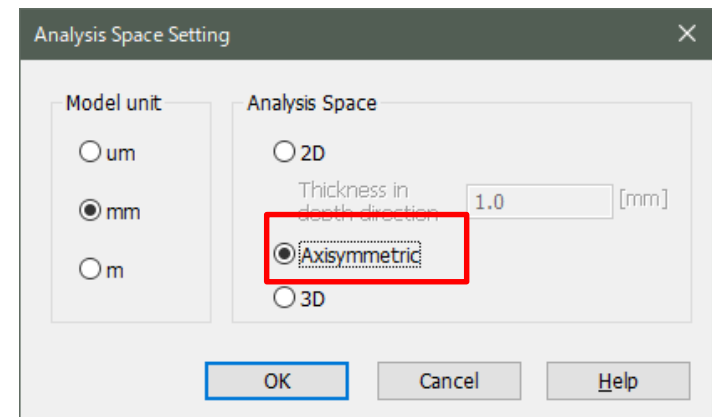 Analysis Space Setting
Model unit
um
mm
m
Analysis Space
2D
Thickness in
depth direction
1.0
[mm]
Axisymmetric
3D
OK
Cancel
Help